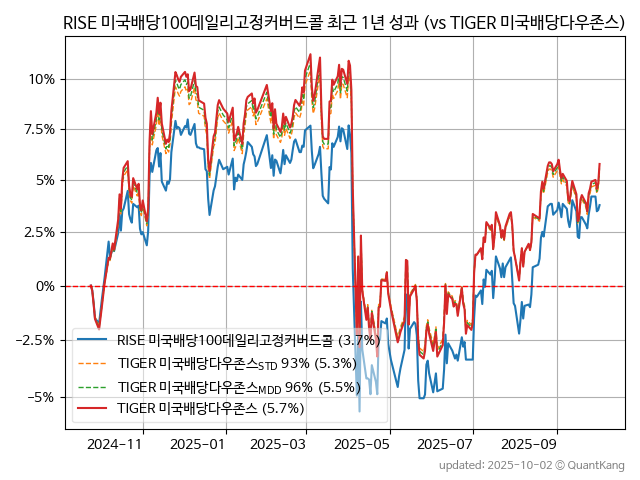 RISE 미국배당100데일리고정커버드콜 최근 1년 성과 (vs TIGER 미국배당다우존스)
10%
7.5%
5%
2.5%
0%
−2.5%
−5%
RISE 미국배당100데일리고정커버드콜 (3.7%)
TIGER 미국배당다우존스STD 93% (5.3%)
TIGER 미국배당다우존스MDD 96% (5.5%)
TIGER 미국배당다우존스 (5.7%)
2024-11 2025-01 2025-03 2025-05 2025-07 2025-09
updated: 2025-10-02 © QuantKang